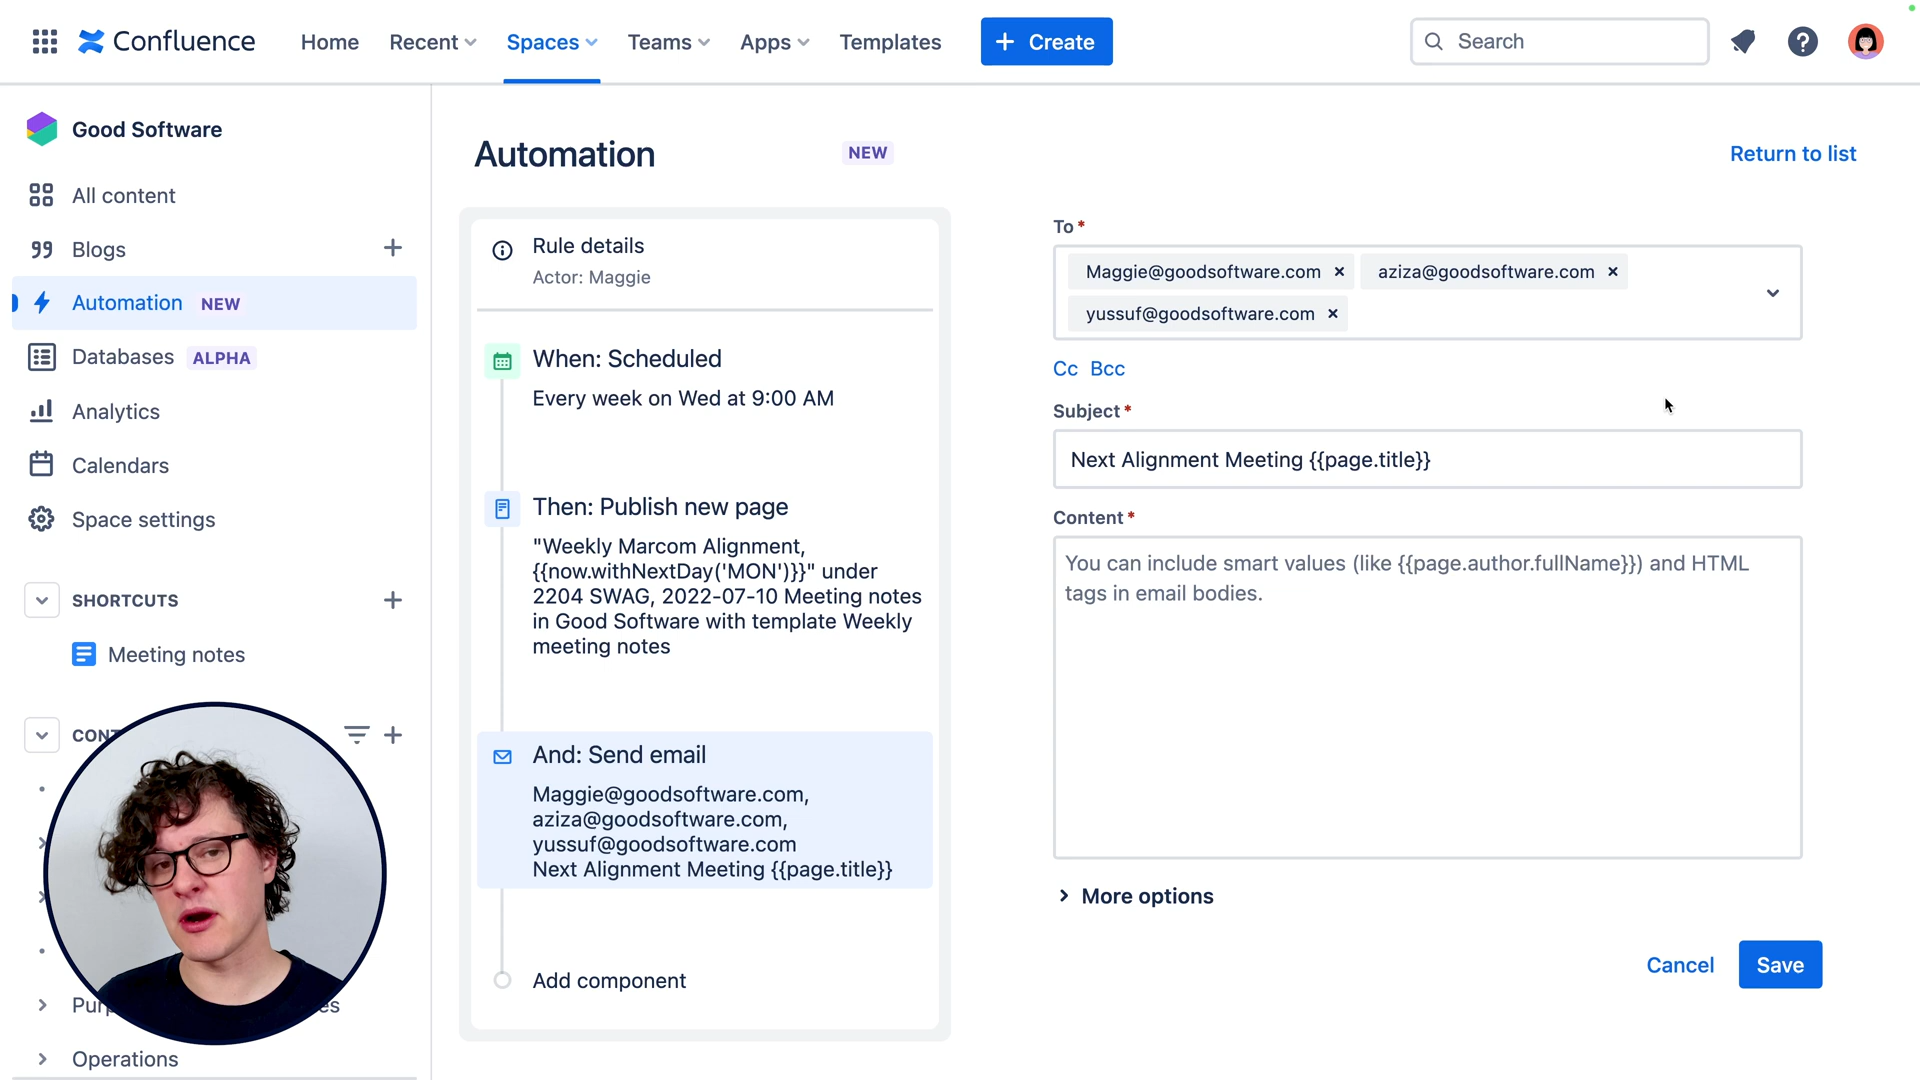 Confluence
Home
Recent
Spaces
Teams
Apps
Templates
+ Create
Search
Good Software
All content
Blogs
Automation NEW
Databases ALPHA
Analytics
Calendars
Space settings
SHORTCUTS
Meeting notes
Operations
Automation
NEW
Return to list
Rule details
Actor: Maggie
When: Scheduled
Every week on Wed at 9:00 AM
Then: Publish new page
"Weekly Marcom Alignment,
{{now.withNextDay('MON')}}" under
2204 SWAG, 2022-07-10 Meeting notes
in Good Software with template Weekly
meeting notes
And: Send email
Maggie@goodsoftware.com,
aziza@goodsoftware.com,
yussuf@goodsoftware.com
Next Alignment Meeting {{page.title}}
Add component
To*
Maggie@goodsoftware.com × aziza@goodsoftware.com ×
yussuf@goodsoftware.com ×
Cc Bcc
Subject*
Next Alignment Meeting {{page.title}}
Content*
You can include smart values (like {{page.author.fullName}}) and HTML
tags in email bodies.
More options
Cancel
Save